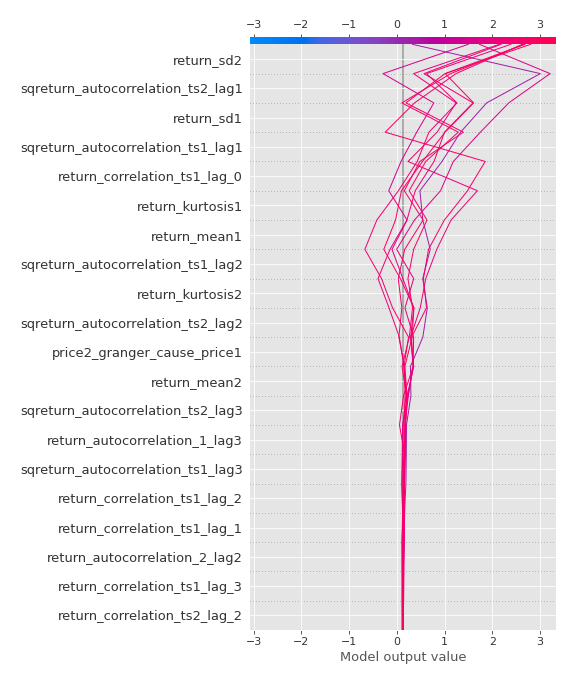 −3 −2 −1 0 1 2 3
return_sd2
sqreturn_autocorrelation_ts2_lag1
return_sd1
sqreturn_autocorrelation_ts1_lag1
return_correlation_ts1_lag_0
return_kurtosis1
return_mean1
sqreturn_autocorrelation_ts1_lag2
return_kurtosis2
sqreturn_autocorrelation_ts2_lag2
price2_granger_cause_price1
return_mean2
sqreturn_autocorrelation_ts2_lag3
return_autocorrelation_1_lag3
sqreturn_autocorrelation_ts1_lag3
return_correlation_ts1_lag_2
return_correlation_ts1_lag_1
return_autocorrelation_2_lag2
return_correlation_ts1_lag_3
return_correlation_ts2_lag_2
−3 −2 −1 0 1 2 3
Model output value